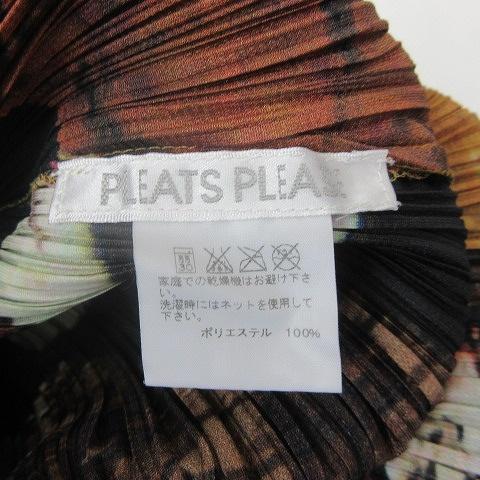 PLEATS PLEASE
家庭での乾燥機はお避け下さ
い。
洗濯時にはネットを使用して
下さい。
ポリエステル 100%